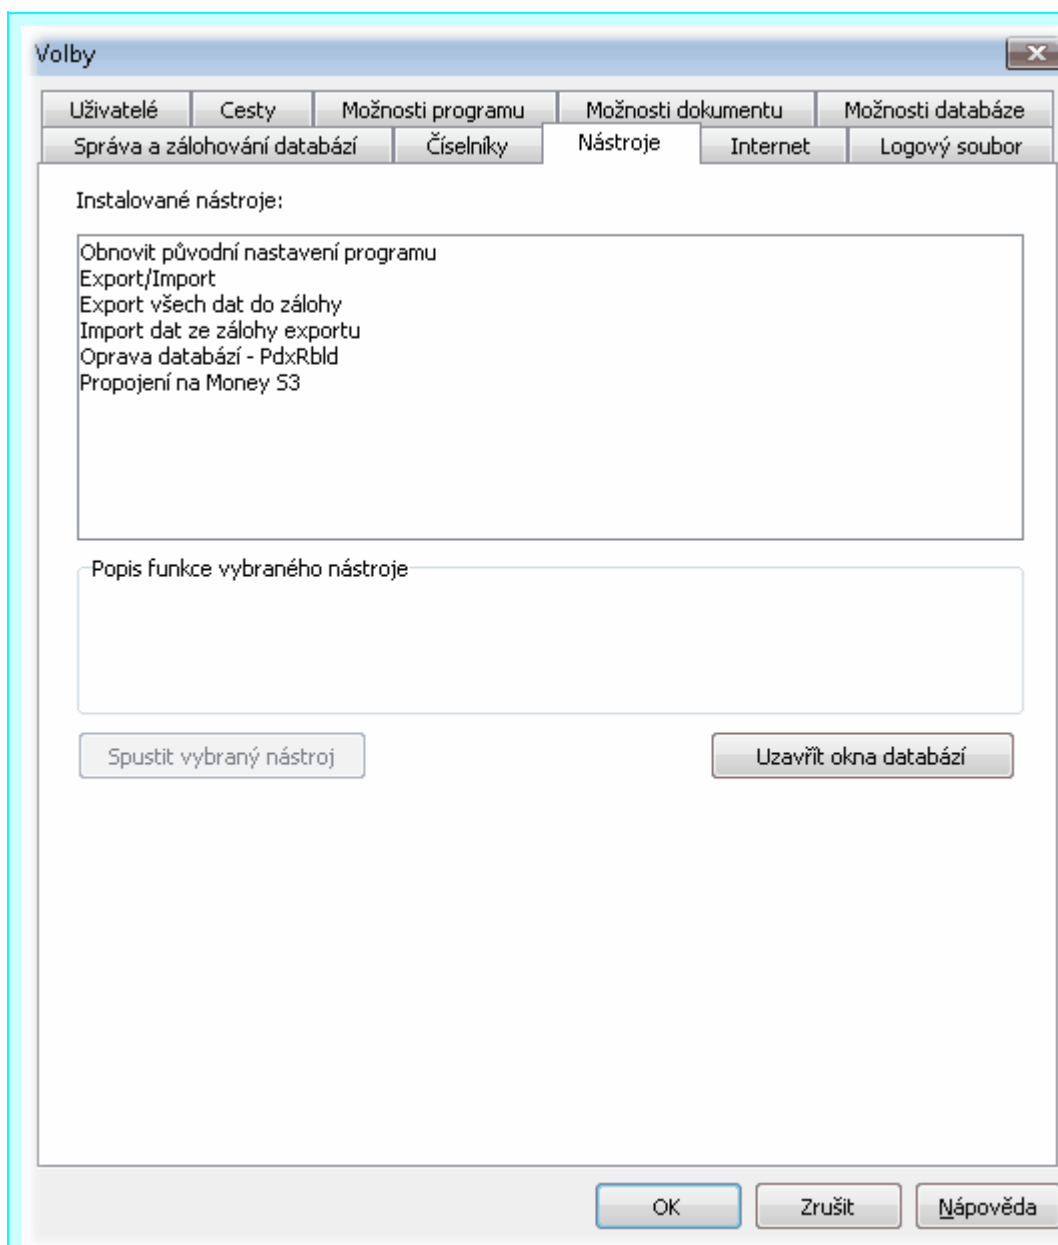 Volby
Uživatelé Cesty Možnosti programu Možnosti dokumentu Možnosti databáze
Správa a zálohování databází Číselníky Nástroje Internet Logový soubor
Instalované nástroje:
Obnovit původní nastavení programu
Export/Import
Export všech dat do zálohy
Import dat ze zálohy exportu
Oprava databází - PdxRbld
Propojení na Money S3
Popis funkce vybraného nástroje
Spustit vybraný nástroj Uzavřít okna databází
OK Zrušit Nápověda